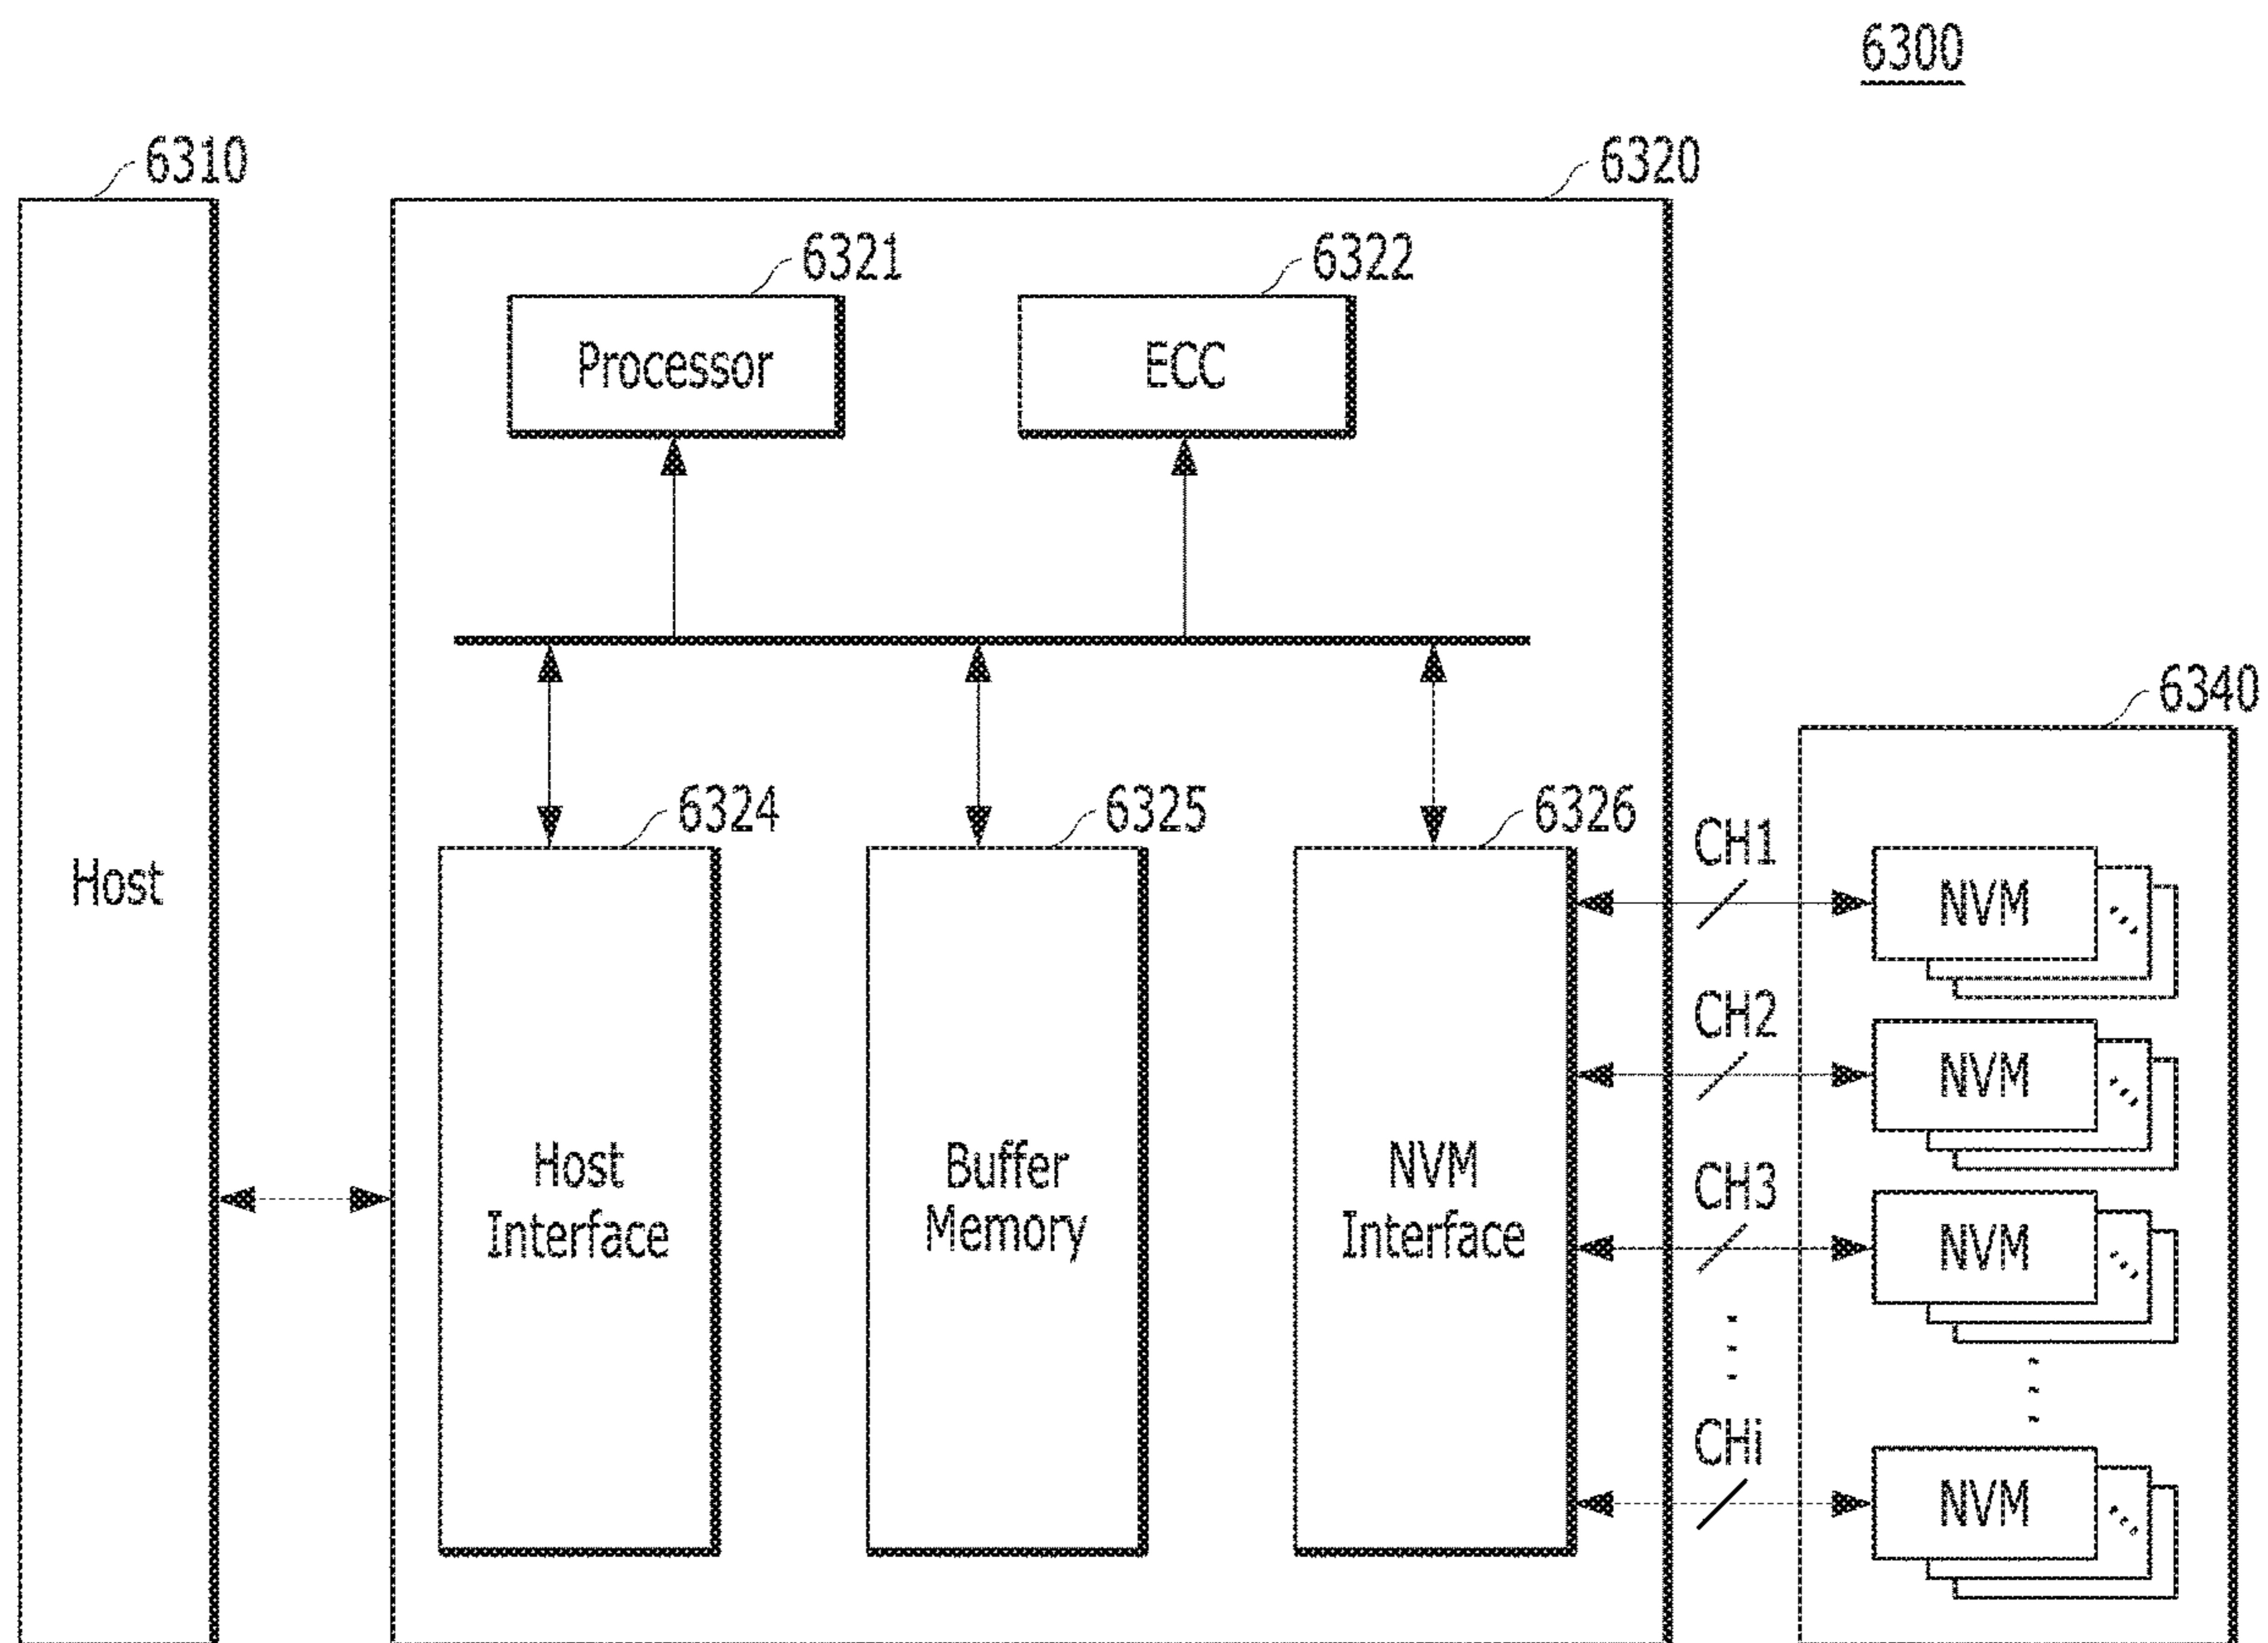 6300
6310
6320
6321
6322
Processor
ECC
6340
6324
6325
6326
CH1
Host
NVM
CH2
NVM
Host
Interface
Buffer
Memory
NVM
Interface
CH3
NVM
CHi
NVM